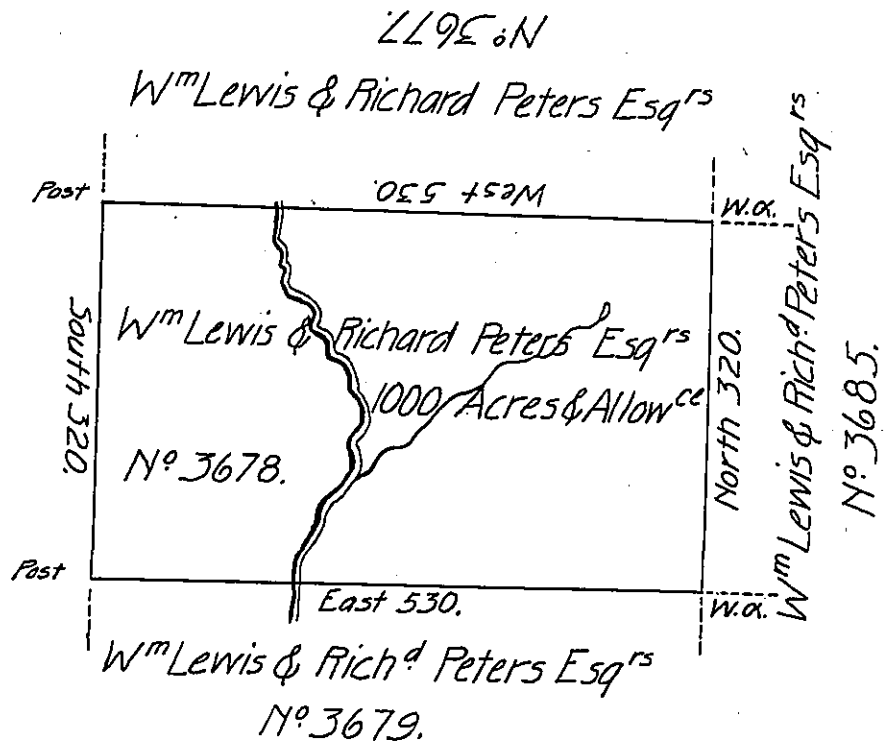 Nº 3677.
Wᵐ Lewis & Richard Peters Esqʳˢ
Post
West 530.
W.α.
South 320.
Wᵐ Lewis & Richard Peters Esqʳˢ
1000 Acres & Allowᶜᵉ
Nº 3678.
North 320.
Wᵐ Lewis & Richᵈ Peters Esqʳˢ
Nº 3685.
Post
East 530.
W.α.
Wᵐ Lewis & Richᵈ Peters Esqʳˢ
Nº 3679.